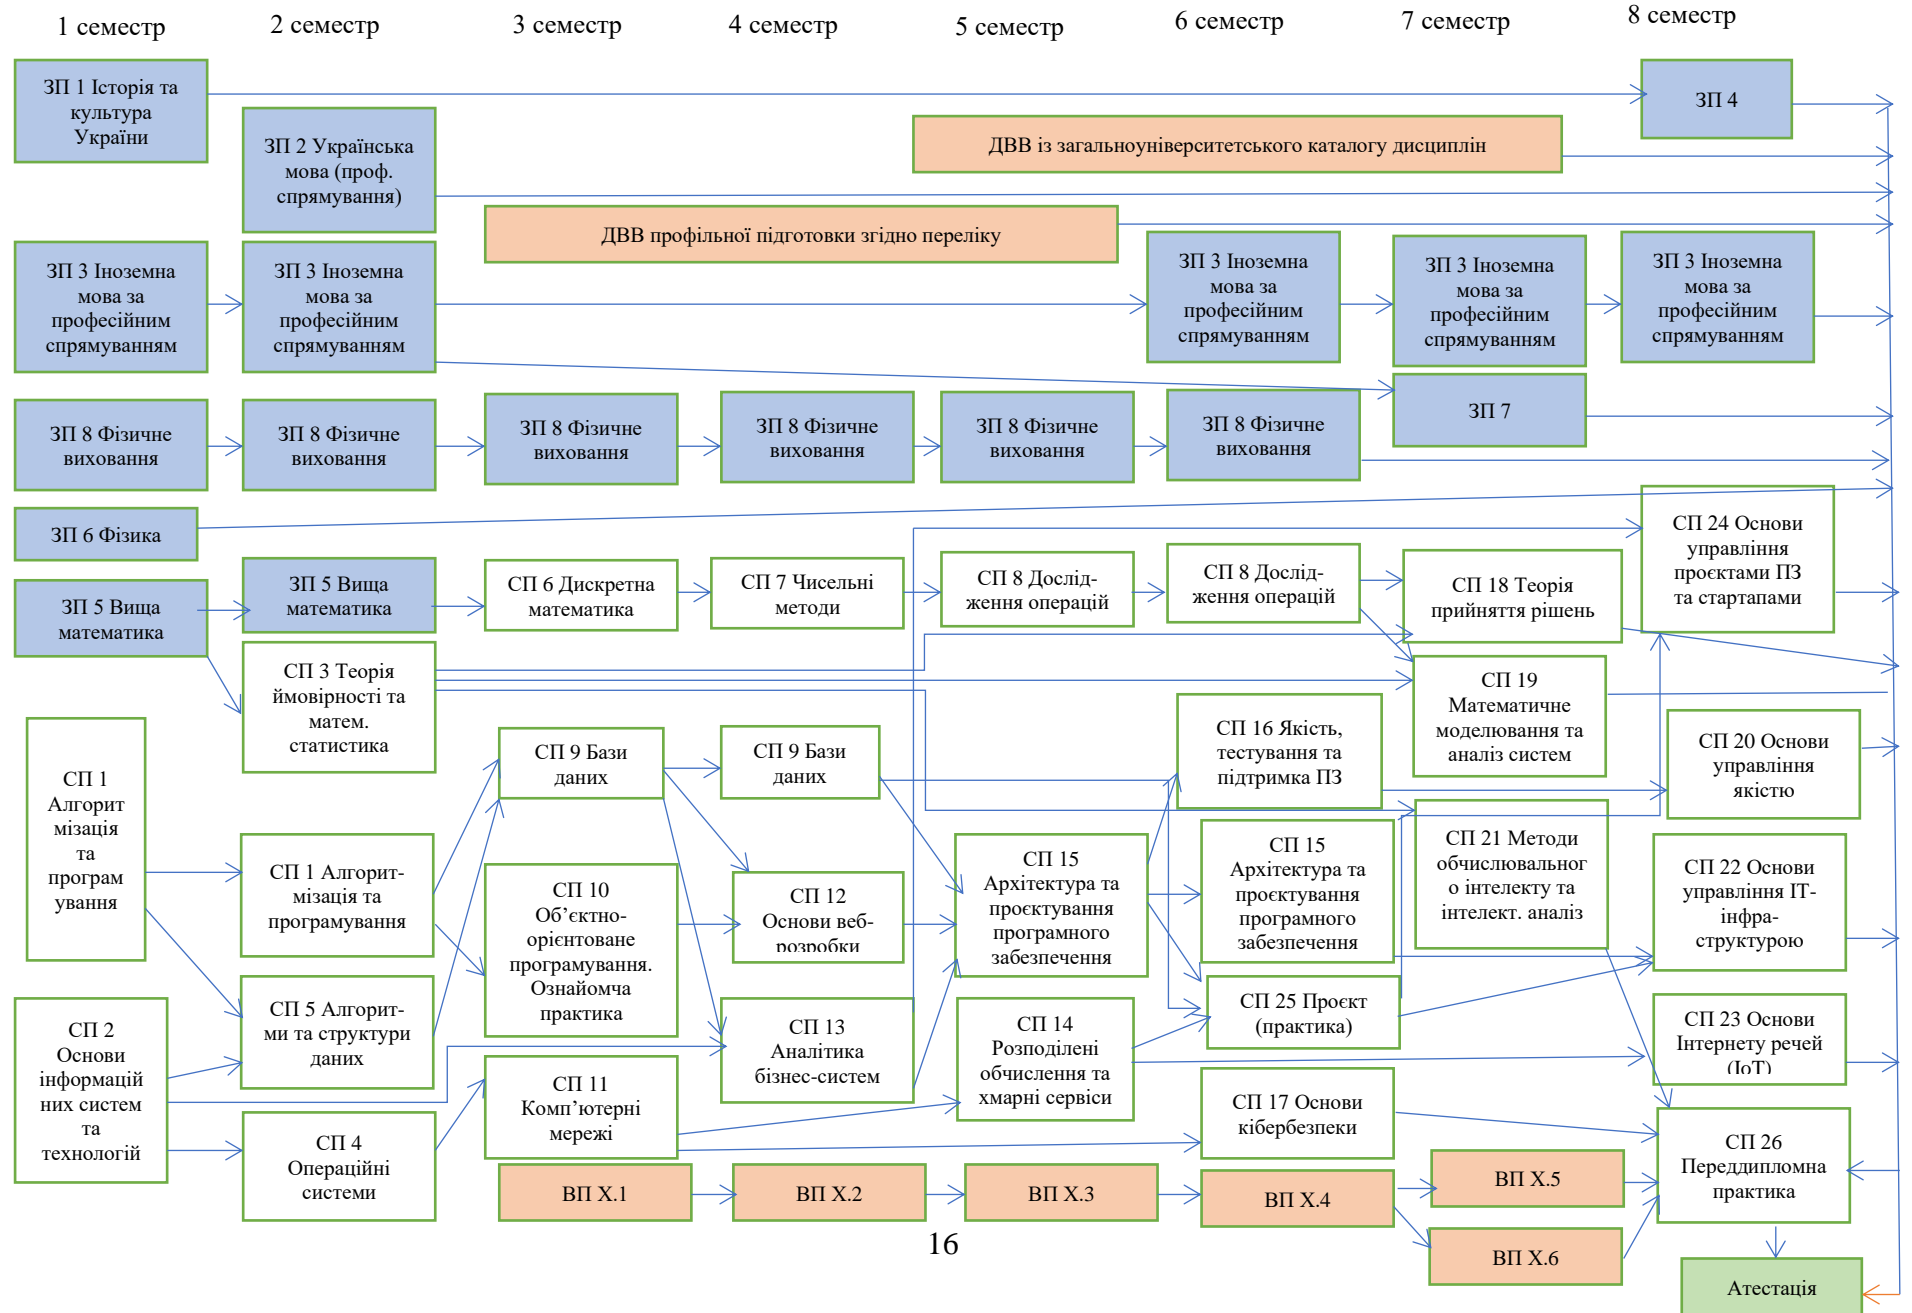 1 семестр
2 семестр
3 семестр
4 семестр
5 семестр
6 семестр
7 семестр
8 семестр
ЗП 1 Історія та
культура
України
ЗП 4
ЗП 2 Українська
мова (проф.
спрямування)
ДВВ із загальноуніверситетського каталогу дисциплін
ДВВ профільної підготовки згідно переліку
ЗП 3 Іноземна
мова за
професійним
спрямуванням
ЗП 3 Іноземна
мова за
професійним
спрямуванням
ЗП 3 Іноземна
мова за
професійним
спрямуванням
ЗП 3 Іноземна
мова за
професійним
спрямуванням
ЗП 3 Іноземна
мова за
професійним
спрямуванням
ЗП 7
ЗП 8 Фізичне
виховання
ЗП 8 Фізичне
виховання
ЗП 8 Фізичне
виховання
ЗП 8 Фізичне
виховання
ЗП 8 Фізичне
виховання
ЗП 8 Фізичне
виховання
ЗП 6 Фізика
СП 24 Основи
управління
проєктами ПЗ
та стартапами
ЗП 5 Вища
математика
ЗП 5 Вища
математика
СП 6 Дискретна
математика
СП 7 Чисельні
методи
СП 8 Дослід-
ження операцій
СП 8 Дослід-
ження операцій
СП 18 Теорія
прийняття рішень
СП 3 Теорія
ймовірності та
матем.
статистика
СП 19
Математичне
моделювання та
аналіз систем
СП 1
Алгорит
мізація
та
програм
ування
СП 9 Бази
даних
СП 9 Бази
даних
СП 16 Якість,
тестування та
підтримка ПЗ
СП 20 Основи
управління
якістю
СП 1 Алгорит-
мізація та
програмування
СП 10
Об’єктно-
орієнтоване
програмування.
Ознайомча
практика
СП 12
Основи веб-
розробки
СП 15
Архітектура та
проєктування
програмного
забезпечення
СП 15
Архітектура та
проєктування
програмного
забезпечення
СП 21 Методи
обчислювальног
о інтелекту та
інтелект. аналіз
СП 22 Основи
управління ІТ-
інфра-
структурою
СП 2
Основи
інформацій
них систем
та
технологій
СП 5 Алгорит-
ми та структури
даних
СП 13
Аналітика
бізнес-систем
СП 14
Розподілені
обчислення та
хмарні сервіси
СП 25 Проєкт
(практика)
СП 23 Основи
Інтернету речей
(IoT)
СП 4
Операційні
системи
СП 11
Комп’ютерні
мережі
СП 17 Основи
кібербезпеки
СП 26
Переддипломна
практика
ВП Х.1
ВП Х.2
ВП Х.3
ВП Х.4
ВП Х.5
ВП Х.6
16
Атестація